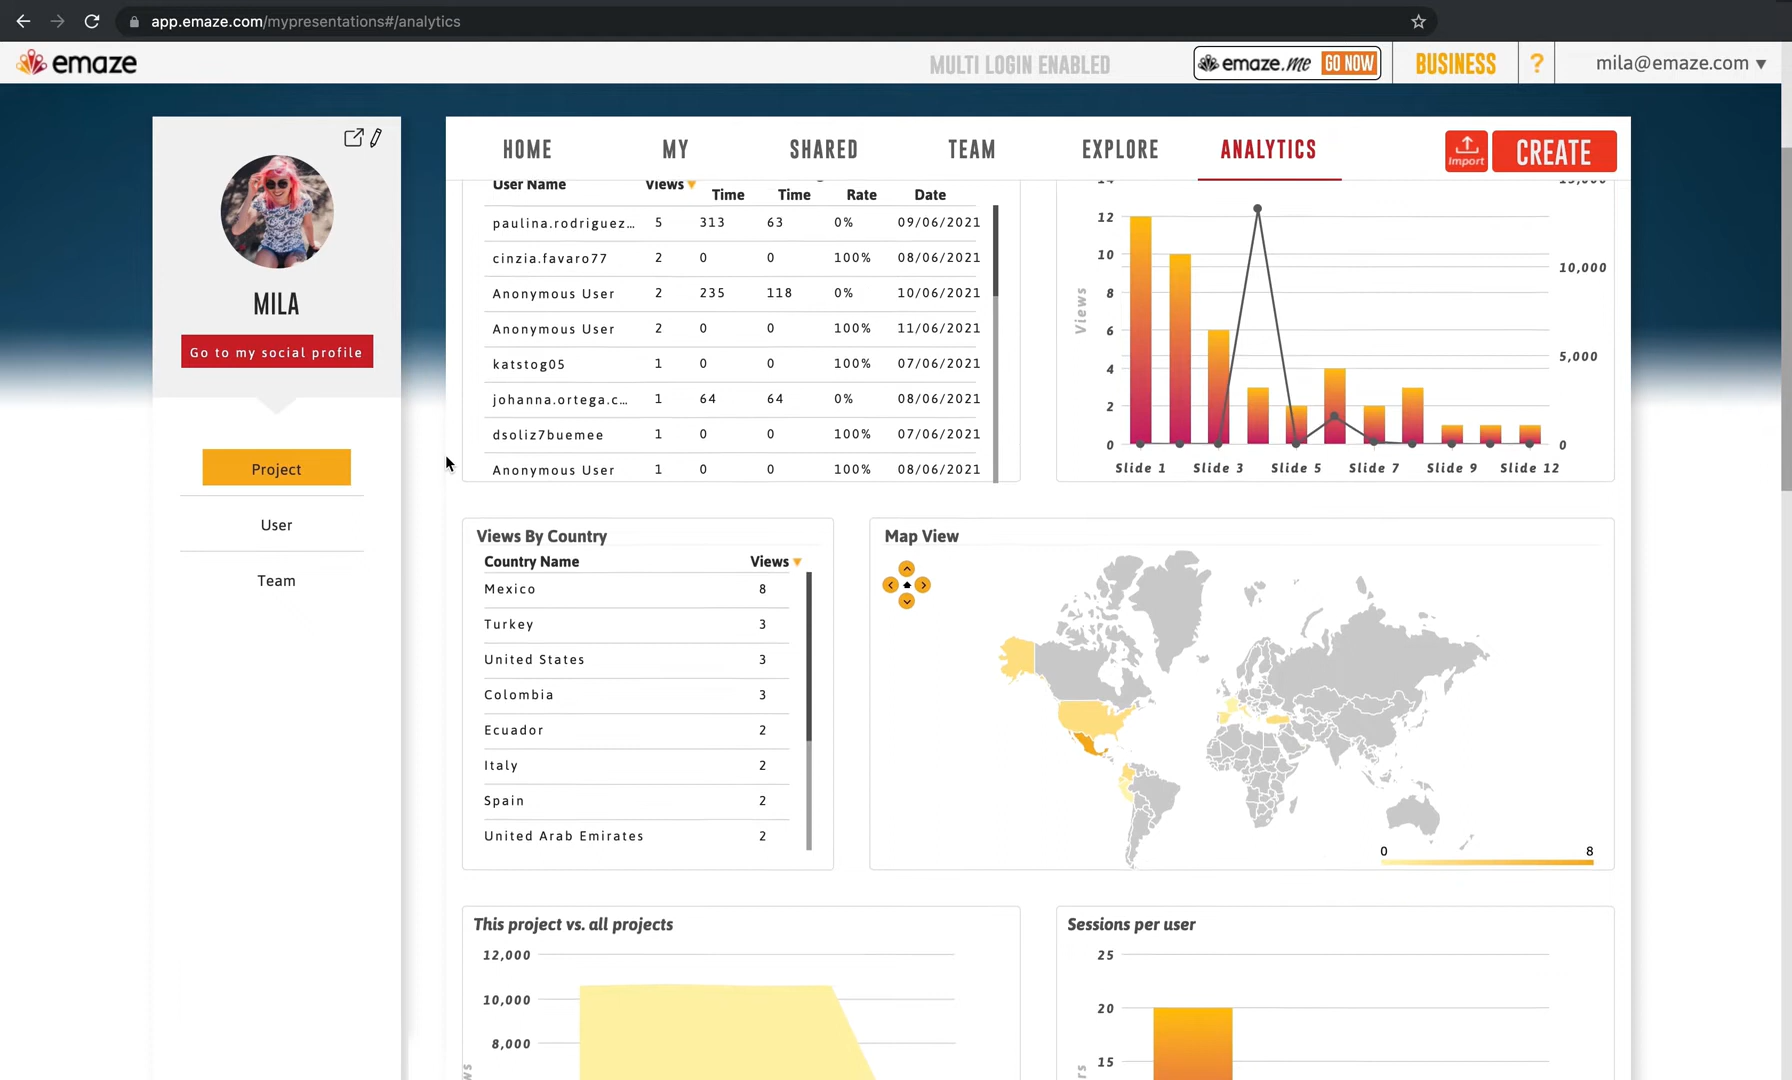 app.emaze.com/mypresentations#/analytics
emaze
MULTI LOGIN ENABLED
emaze.me GO NOW
BUSINESS
?
mila@emaze.com ▼
HOME MY SHARED TEAM EXPLORE ANALYTICS
Import
CREATE
MILA
Go to my social profile
Project
User
Team
User Name Views Time Time Rate Date
paulina.rodriguez... 5 313 63 0% 09/06/2021
cinzia.favaro77 2 0 0 100% 08/06/2021
Anonymous User 2 235 118 0% 10/06/2021
Anonymous User 2 0 0 100% 11/06/2021
katstog05 1 0 0 100% 07/06/2021
johanna.ortega.c... 1 64 64 0% 08/06/2021
dsoliz7buemee 1 0 0 100% 07/06/2021
Anonymous User 1 0 0 100% 08/06/2021
14 15,000
12
10 10,000
8
Views
6
5,000
4
2
0 0
Slide 1 Slide 3 Slide 5 Slide 7 Slide 9 Slide 12
Views By Country
Country Name Views
Mexico 8
Turkey 3
United States 3
Colombia 3
Ecuador 2
Italy 2
Spain 2
United Arab Emirates 2
Map View
0 8
This project vs. all projects
12,000
10,000
8,000
Sessions per user
25
20
15